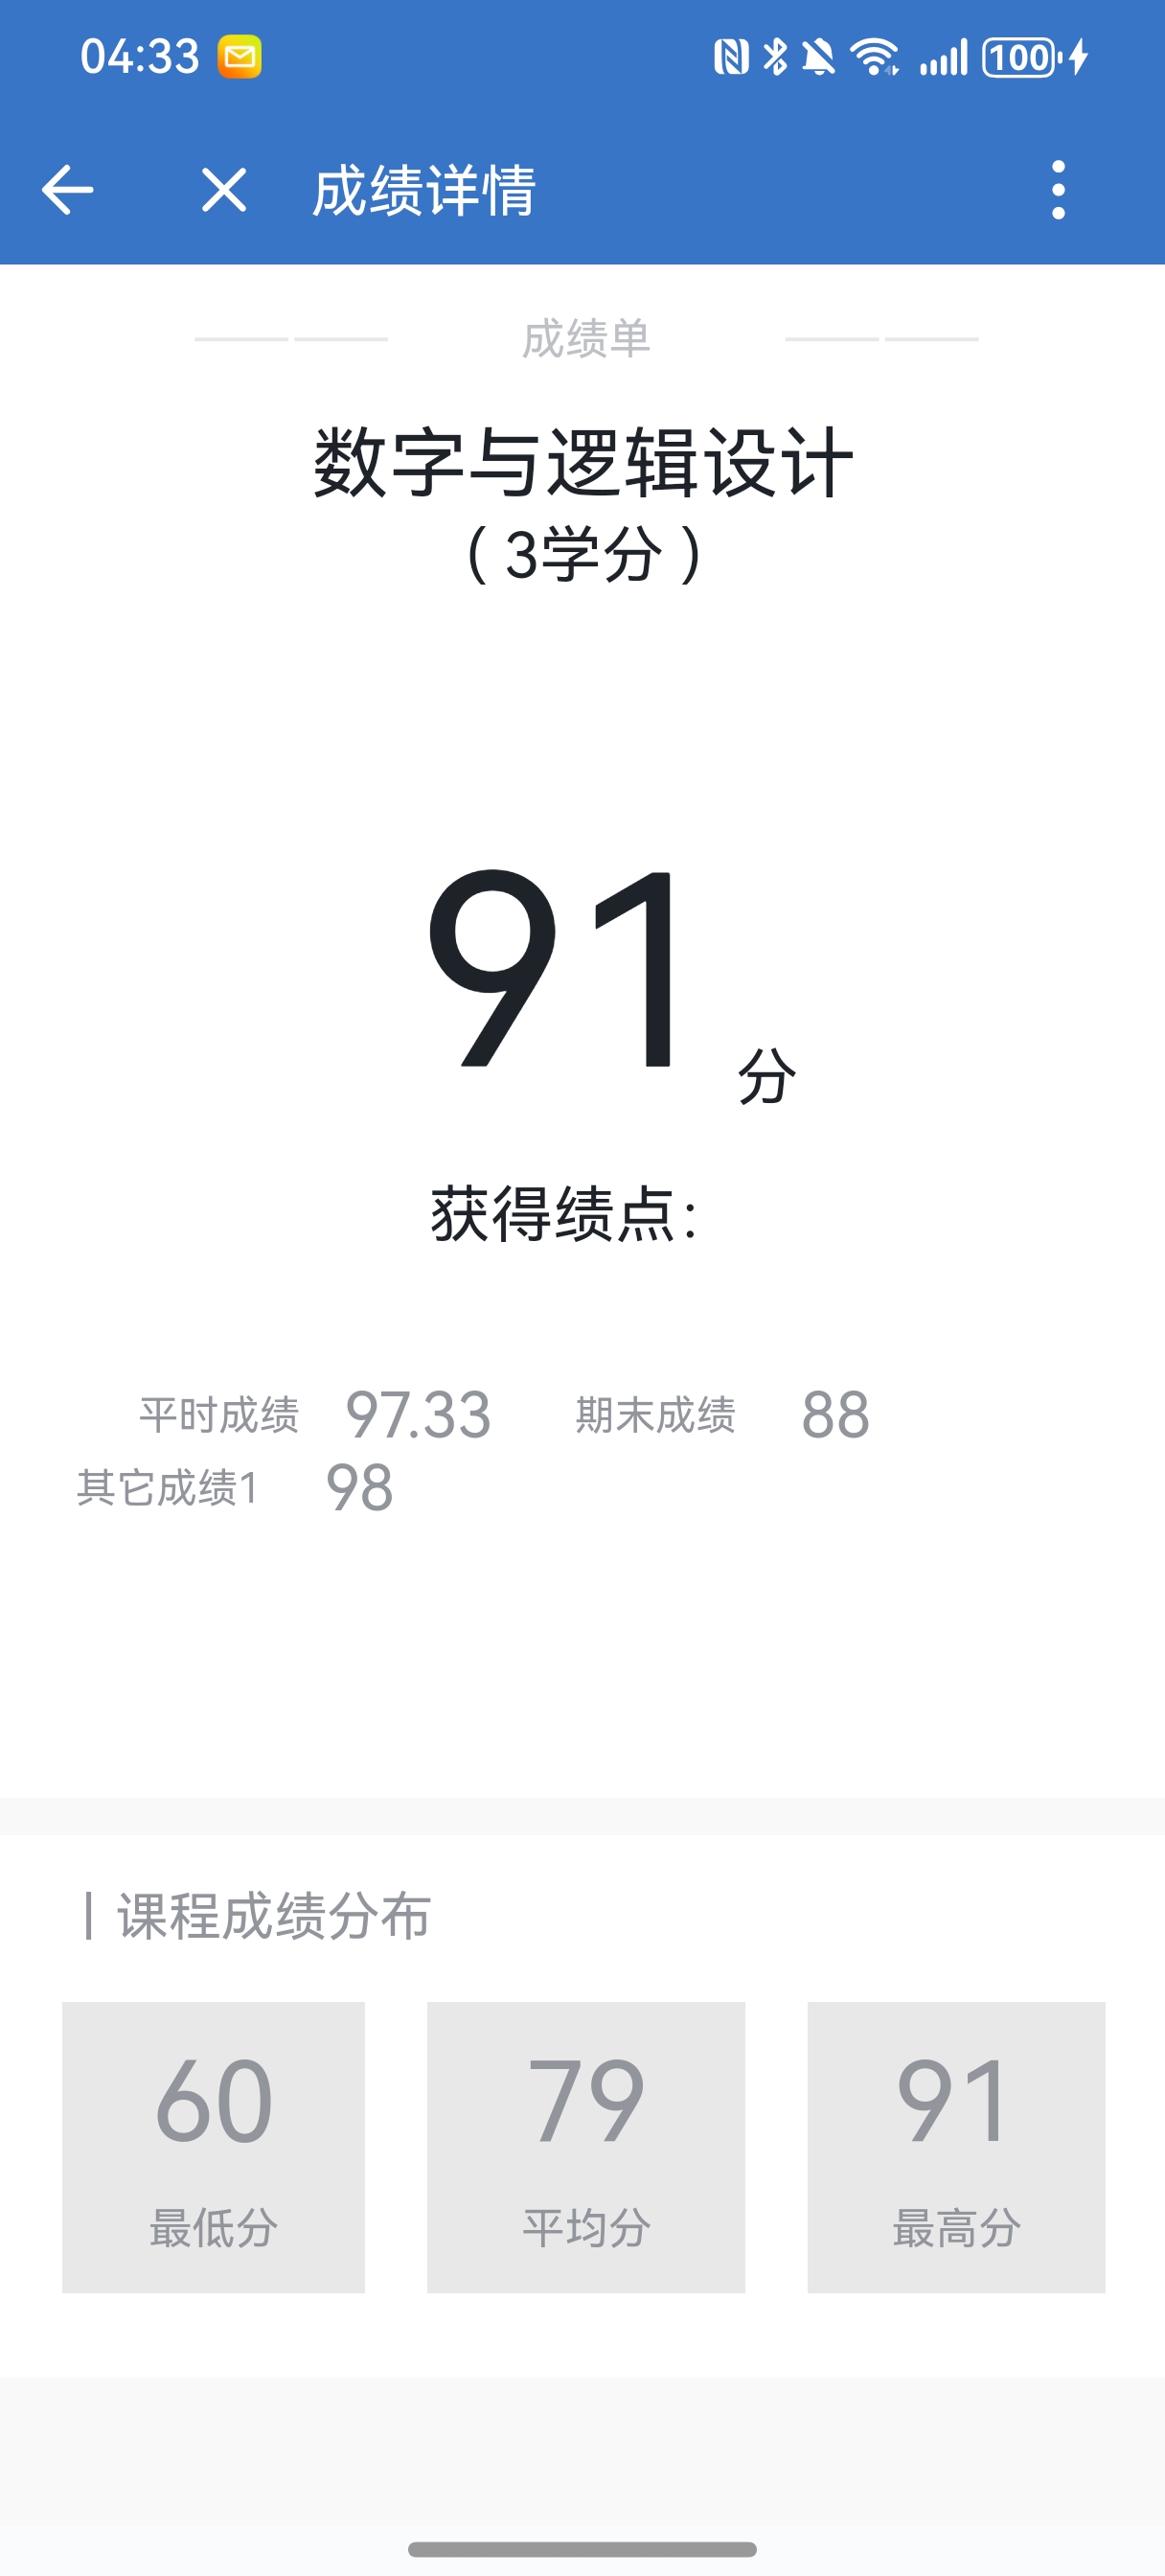 04:33 100
成绩详情
成绩单
数字与逻辑设计
（3学分）
91 分
获得绩点:
平时成绩 97.33 期末成绩 88
其它成绩1 98
课程成绩分布
60 79 91
最低分 平均分 最高分